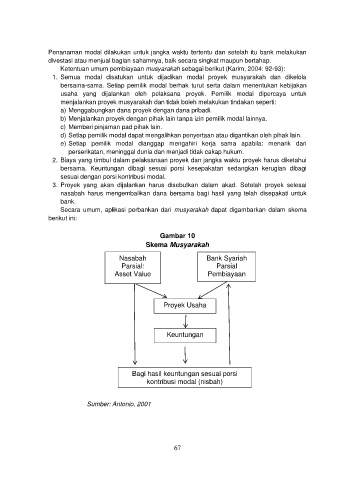 Penanaman modal dilakukan untuk jangka waktu tertentu dan setelah itu bank melakukan
divestasi atau menjual bagian sahamnya, baik secara singkat maupun bertahap.
Ketentuan umum pembiayaan musyarakah sebagai berikut (Karim, 2004: 92-93):
1. Semua modal disatukan untuk dijadikan modal proyek musyarakah dan dikelola
bersama-sama. Setiap pemilik modal berhak turut serta dalam menentukan kebijakan
usaha yang dijalankan oleh pelaksana proyek. Pemilik modal dipercaya untuk
menjalankan proyek musyarakah dan tidak boleh melakukan tindakan seperti:
a) Menggabungkan dana proyek dengan dana pribadi.
b) Menjalankan proyek dengan pihak lain tanpa izin pemilik modal lainnya.
c) Memberi pinjaman pad pihak lain.
d) Setiap pemilik modal dapat mengalihkan penyertaan atau digantikan oleh pihak lain.
e) Setiap pemilik modal dianggap mengahiri kerja sama apabila: menarik dari
perserikatan, meninggal dunia dan menjadi tidak cakap hukum.
2. Biaya yang timbul dalam pelaksanaan proyek dan jangka waktu proyek harus diketahui
bersama. Keuntungan dibagi sesuai porsi kesepakatan sedangkan kerugian dibagi
sesuai dengan porsi kontribusi modal.
3. Proyek yang akan dijalankan harus disebutkan dalam akad. Setelah proyek selesai
nasabah harus mengembalikan dana bersama bagi hasil yang telah disepakati untuk
bank.
Secara umum, aplikasi perbankan dari musyarakah dapat digambarkan dalam skema
berikut ini:
Gambar 10
Skema Musyarakah
Nasabah
Parsial:
Asset Value
Bank Syariah
Parsial
Pembiayaan
Proyek Usaha
Keuntungan
Bagi hasil keuntungan sesuai porsi
kontribusi modal (nisbah)
Sumber: Antonio, 2001
67